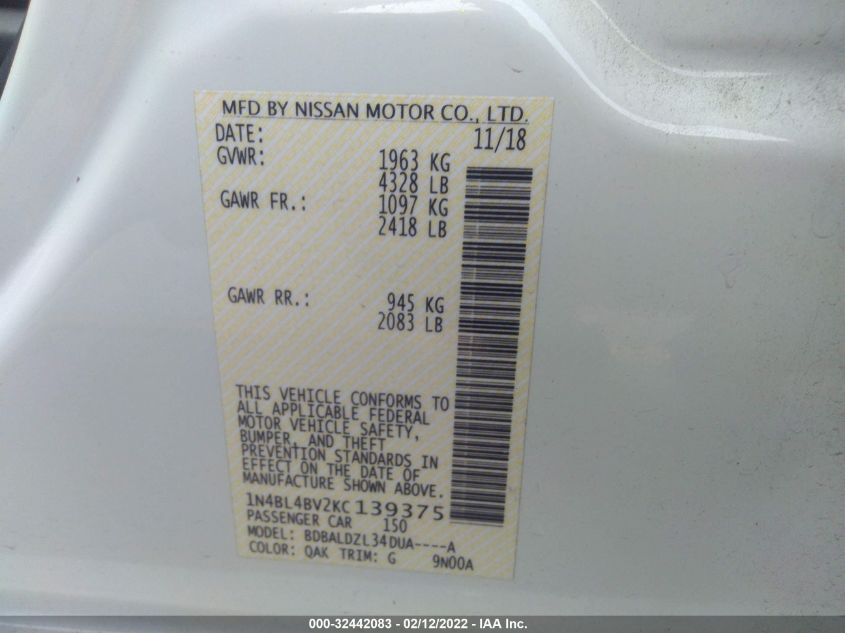 MFD BY NISSAN MOTOR CO., LTD.
DATE: 11/18
GVWR: 1963 KG
4328 LB
GAWR FR.: 1097 KG
2418 LB
GAWR RR.: 945 KG
2083 LB
THIS VEHICLE CONFORMS TO
ALL APPLICABLE FEDERAL
MOTOR VEHICLE SAFETY,
BUMPER, AND THEFT
PREVENTION STANDARDS IN
EFFECT ON THE DATE OF
MANUFACTURE SHOWN ABOVE.
1N4BL4BV2KC139375
PASSENGER CAR 150
MODEL: BDBALDZL34DUA----A
COLOR: QAK TRIM: G 9N00A
000-32442083 - 02/12/2022 - IAA Inc.